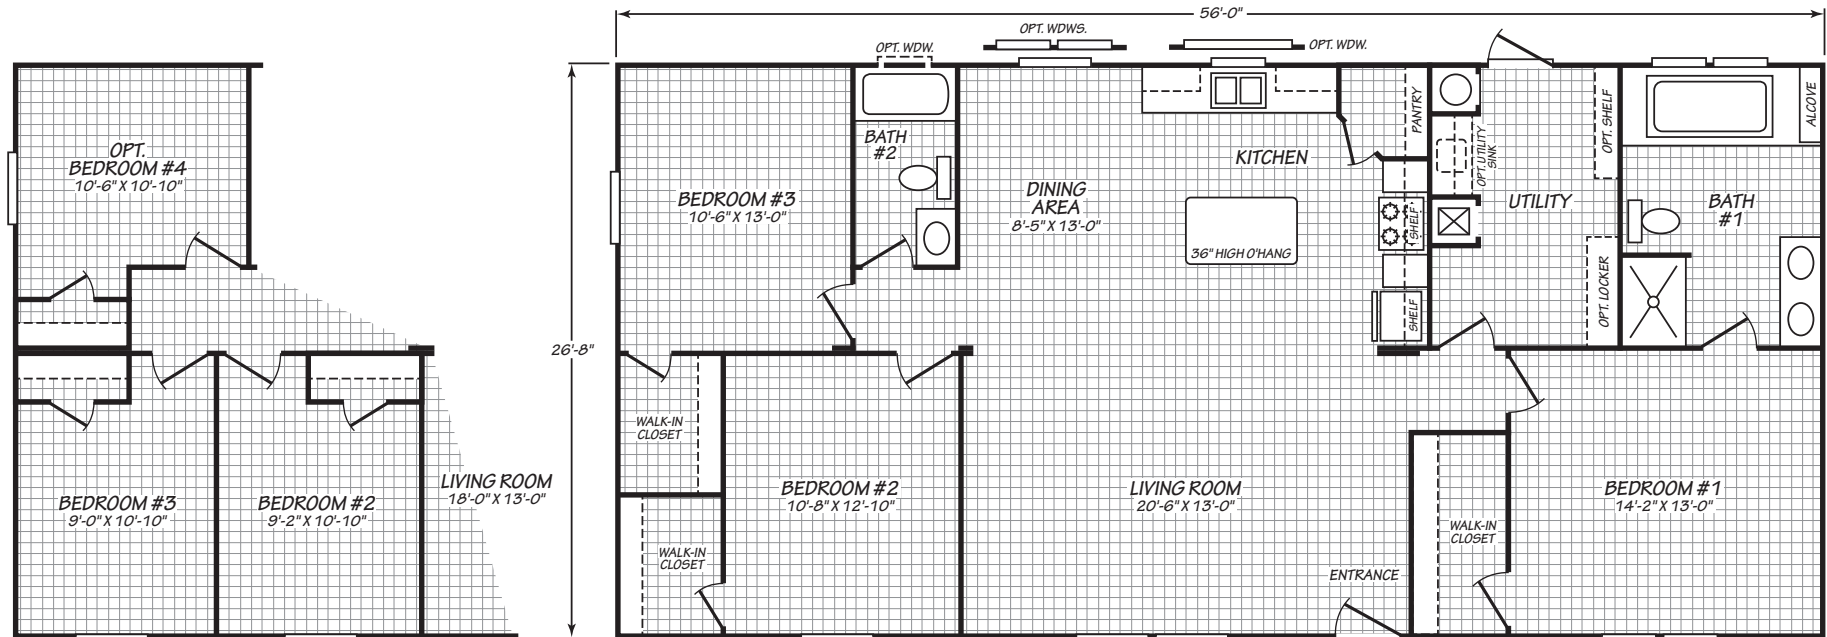 56'-0"
OPT. WDWS.
OPT. WDW.
OPT. WDW.
OPT.
BEDROOM #4
10'-6" X 10'-10"
BEDROOM #3
9'-0" X 10'-10"
BEDROOM #2
9'-2" X 10'-10"
LIVING ROOM
18'-0" X 13'-0"
26'-8"
BEDROOM #3
10'-6" X 13'-0"
BATH
#2
DINING
AREA
8'-5" X 13'-0"
KITCHEN
36" HIGH O'HANG
PANTRY
SHELF
SHELF
OPT. UTILITY
SINK
UTILITY
OPT. SHELF
OPT. LOCKER
ALCOVE
BATH
#1
WALK-IN
CLOSET
WALK-IN
CLOSET
BEDROOM #2
10'-8" X 12'-10"
LIVING ROOM
20'-6" X 13'-0"
ENTRANCE
WALK-IN
CLOSET
BEDROOM #1
14'-2" X 13'-0"